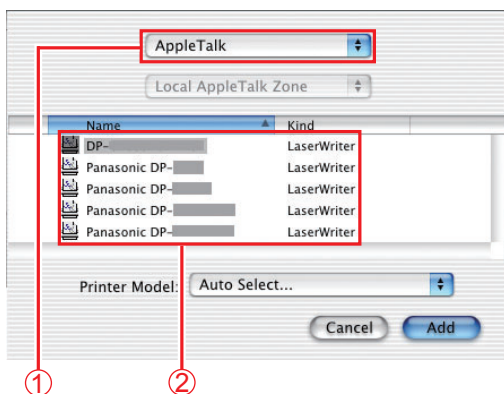 AppleTalk
Local AppleTalk Zone
Name Kind
DP- LaserWriter
Panasonic DP- LaserWriter
Panasonic DP- LaserWriter
Panasonic DP- LaserWriter
Panasonic DP- LaserWriter
Printer Model: Auto Select...
Cancel Add
① ②